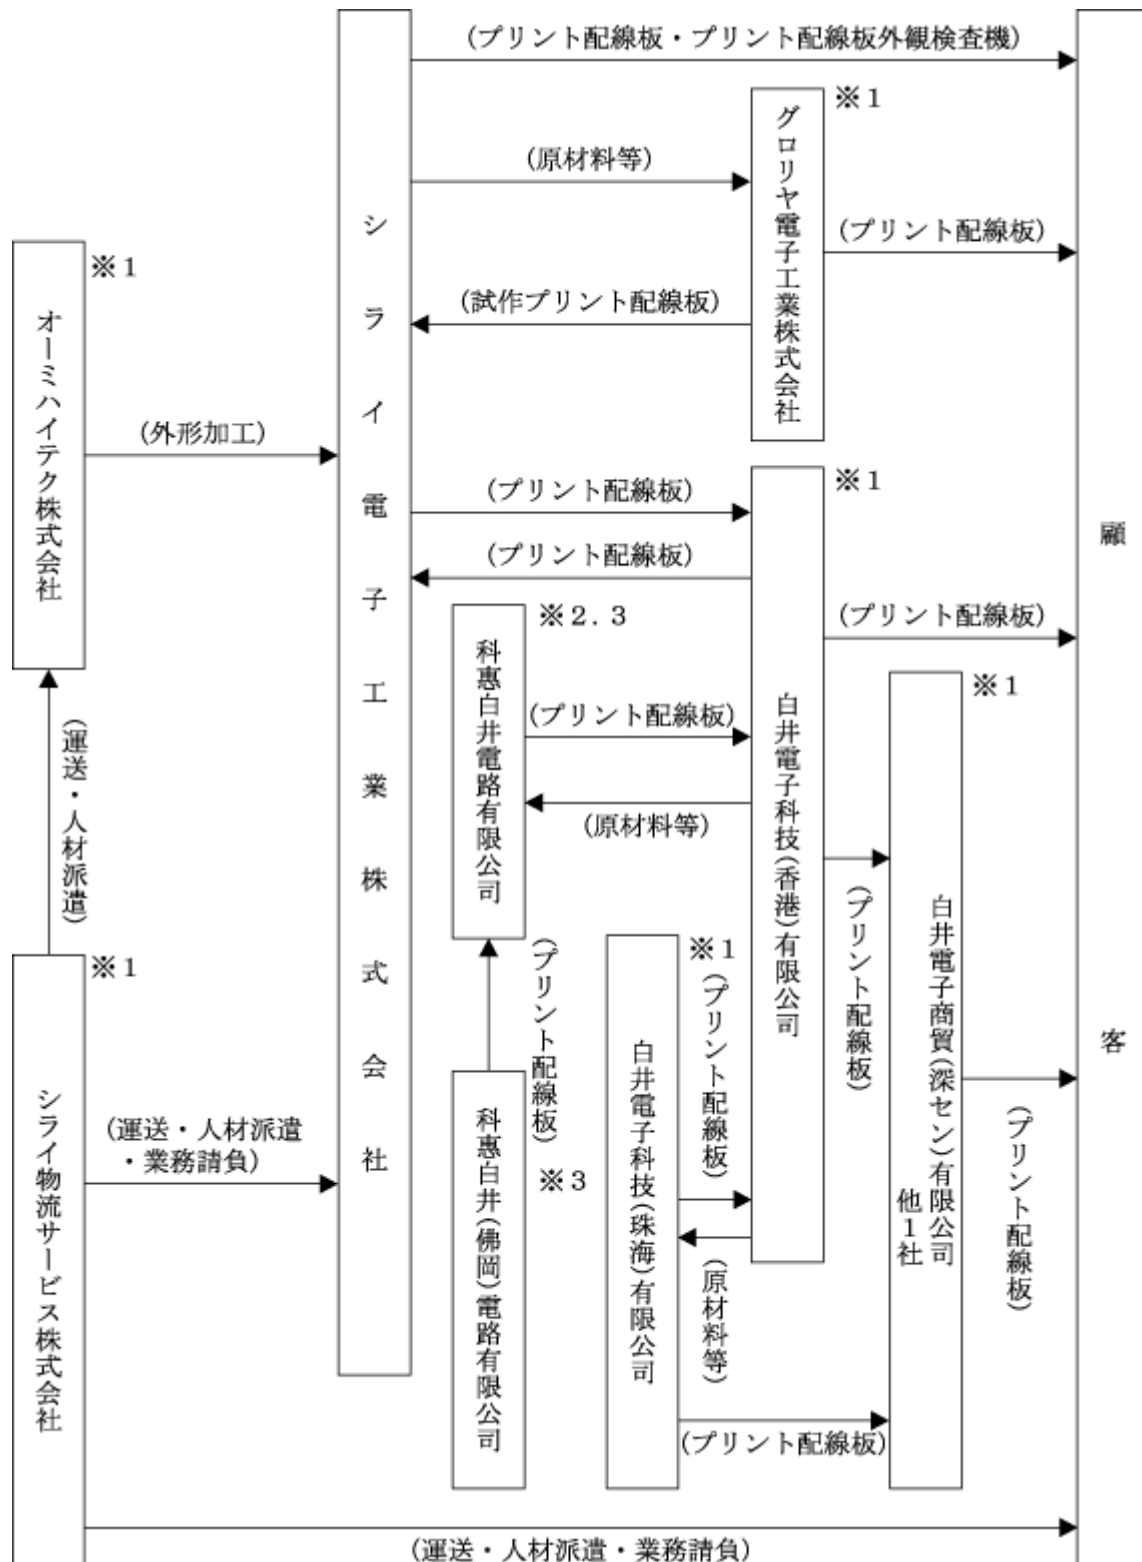 (プリント配線板・プリント配線板外観検査機)
※1
グロリヤ電子工業株式会社
(原材料等)
(プリント配線板)
(試作プリント配線板)
シライ電子工業株式会社
※1
オーミハイテク株式会社
(外形加工)
※1
(プリント配線板)
(プリント配線板)
顧客
※2.3
科惠白井電路有限公司
(プリント配線板)
(プリント配線板)
(原材料等)
白井電子科技(香港)有限公司
※1
白井電子商貿(深セン)有限公司
他1社
(プリント配線板)
(運送・人材派遣)
※1
シライ物流サービス株式会社
(運送・人材派遣
・業務請負)
(プリント配線板)
※3
科惠白井(佛岡)電路有限公司
※1
白井電子科技(珠海)有限公司
(プリント配線板)
(原材料等)
(プリント配線板)
(プリント配線板)
(運送・人材派遣・業務請負)